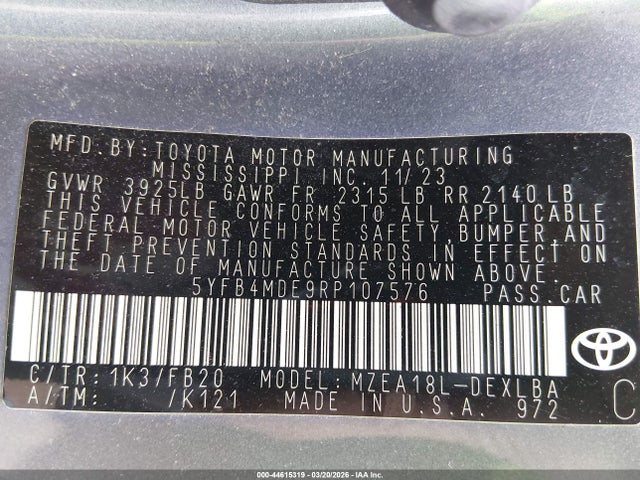 MFD BY: TOYOTA MOTOR MANUFACTURING
MISSISSIPPI INC. 11/23
GVWR 3925LB GAWR FR 2315 LB RR 2140 LB
THIS VEHICLE CONFORMS TO ALL APPLICABLE
FEDERAL MOTOR VEHICLE SAFETY, BUMPER, AND
THEFT PREVENTION STANDARDS IN EFFECT ON
THE DATE OF MANUFACTURE SHOWN ABOVE.
5YFB4MDE9RP107576 PASS.CAR
C/TR: 1K3/FB20 MODEL: MZEA18L-DEXLBA
A/TM: /K121 MADE IN U.S.A. 972
C
000-44615319 | 03/20/2026 - IAAI.COM